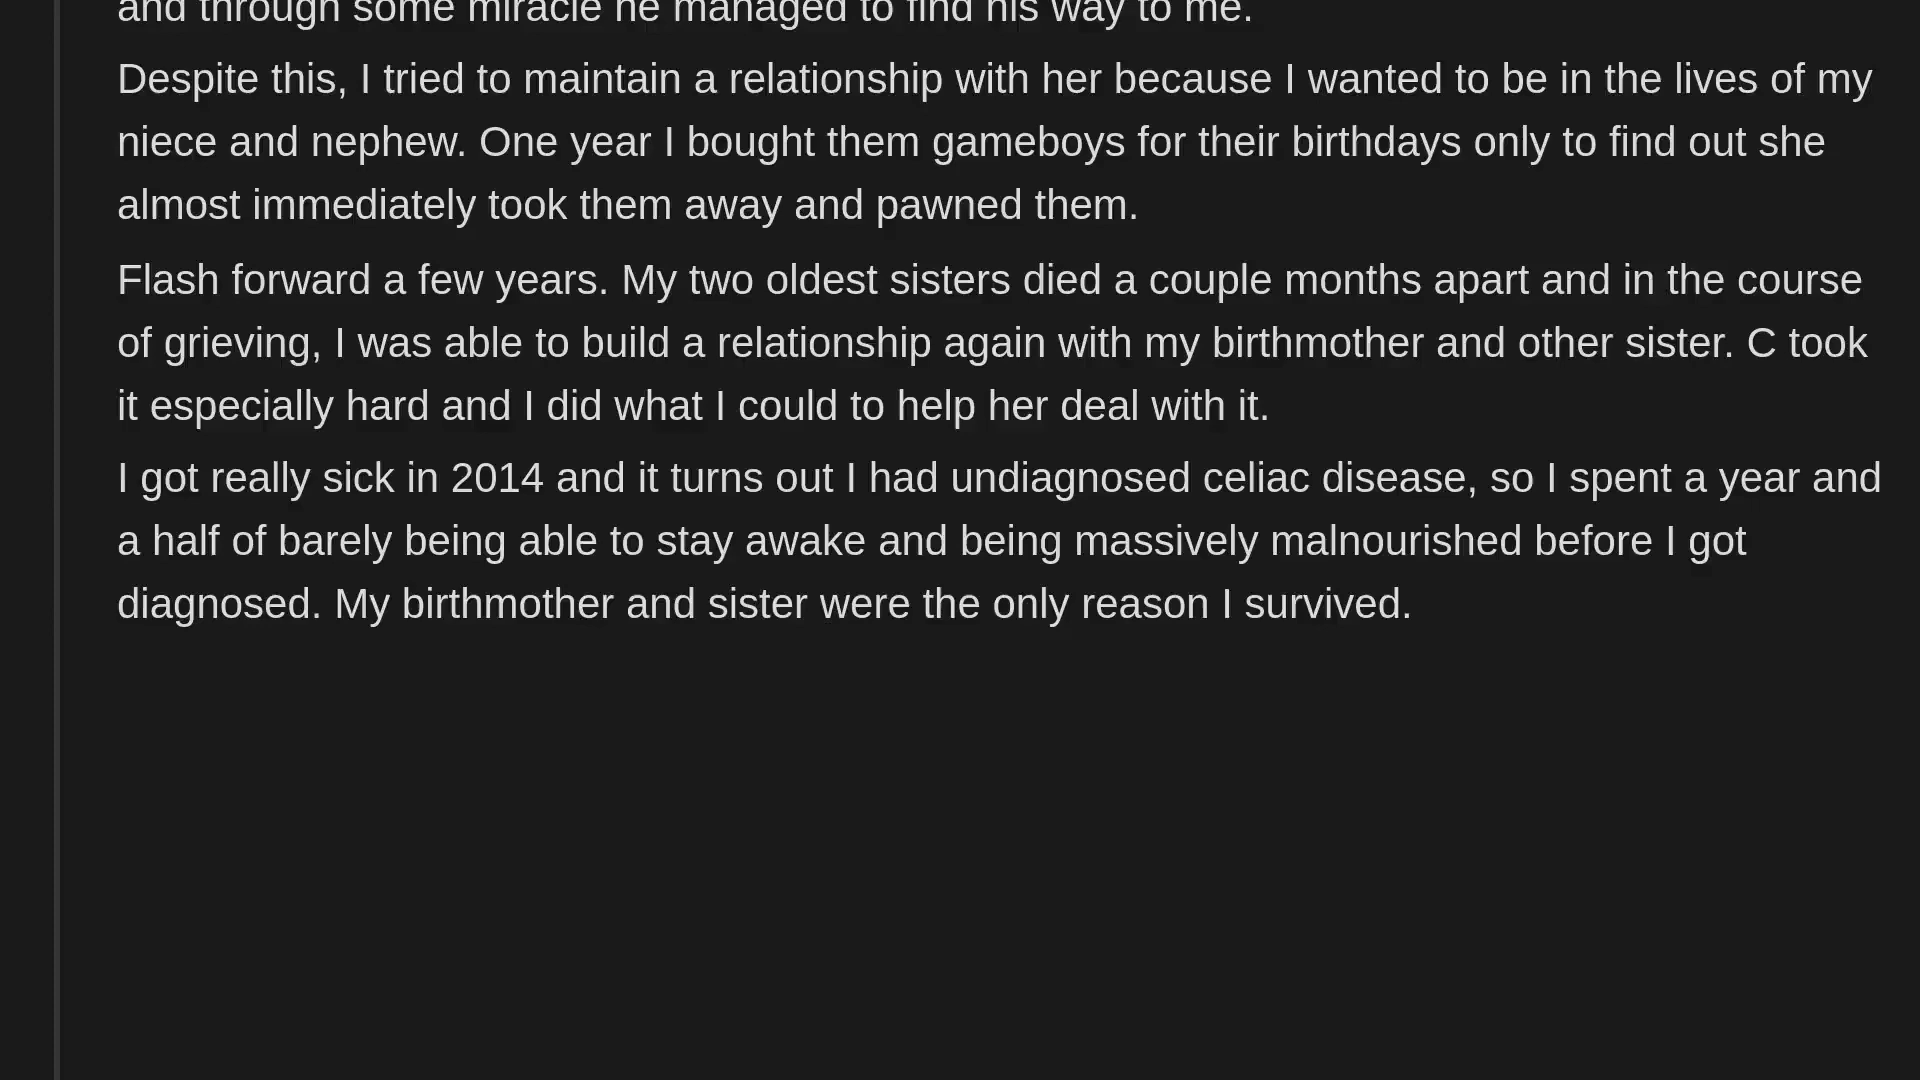 and through some miracle he managed to find his way to me.
Despite this, I tried to maintain a relationship with her because I wanted to be in the lives of my
niece and nephew. One year I bought them gameboys for their birthdays only to find out she
almost immediately took them away and pawned them.
Flash forward a few years. My two oldest sisters died a couple months apart and in the course
of grieving, I was able to build a relationship again with my birthmother and other sister. C took
it especially hard and I did what I could to help her deal with it.
I got really sick in 2014 and it turns out I had undiagnosed celiac disease, so I spent a year and
a half of barely being able to stay awake and being massively malnourished before I got
diagnosed. My birthmother and sister were the only reason I survived.